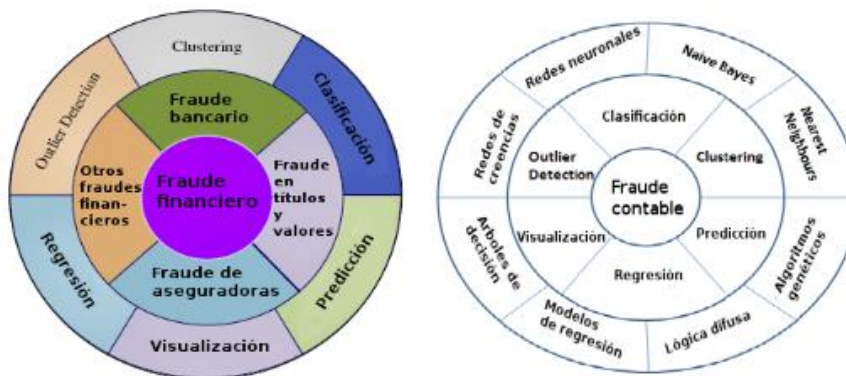 Clustering
Clasificación
Predicción
Visualización
Regresión
Outlier Detection
Fraude
bancario
Fraude
en
títulos y
valores
Fraude de
aseguradoras
Otros
fraudes
finan-
cieros
Fraude
financiero
Redes neuronales
Naive Bayes
Nearest
Neighbours
Algoritmos
genéticos
Lógica difusa
Modelos
de regresión
Arboles de
decisión
Redes de
creencias
Clasificación
Clustering
Predicción
Regresión
Visualización
Outlier
Detection
Fraude
contable